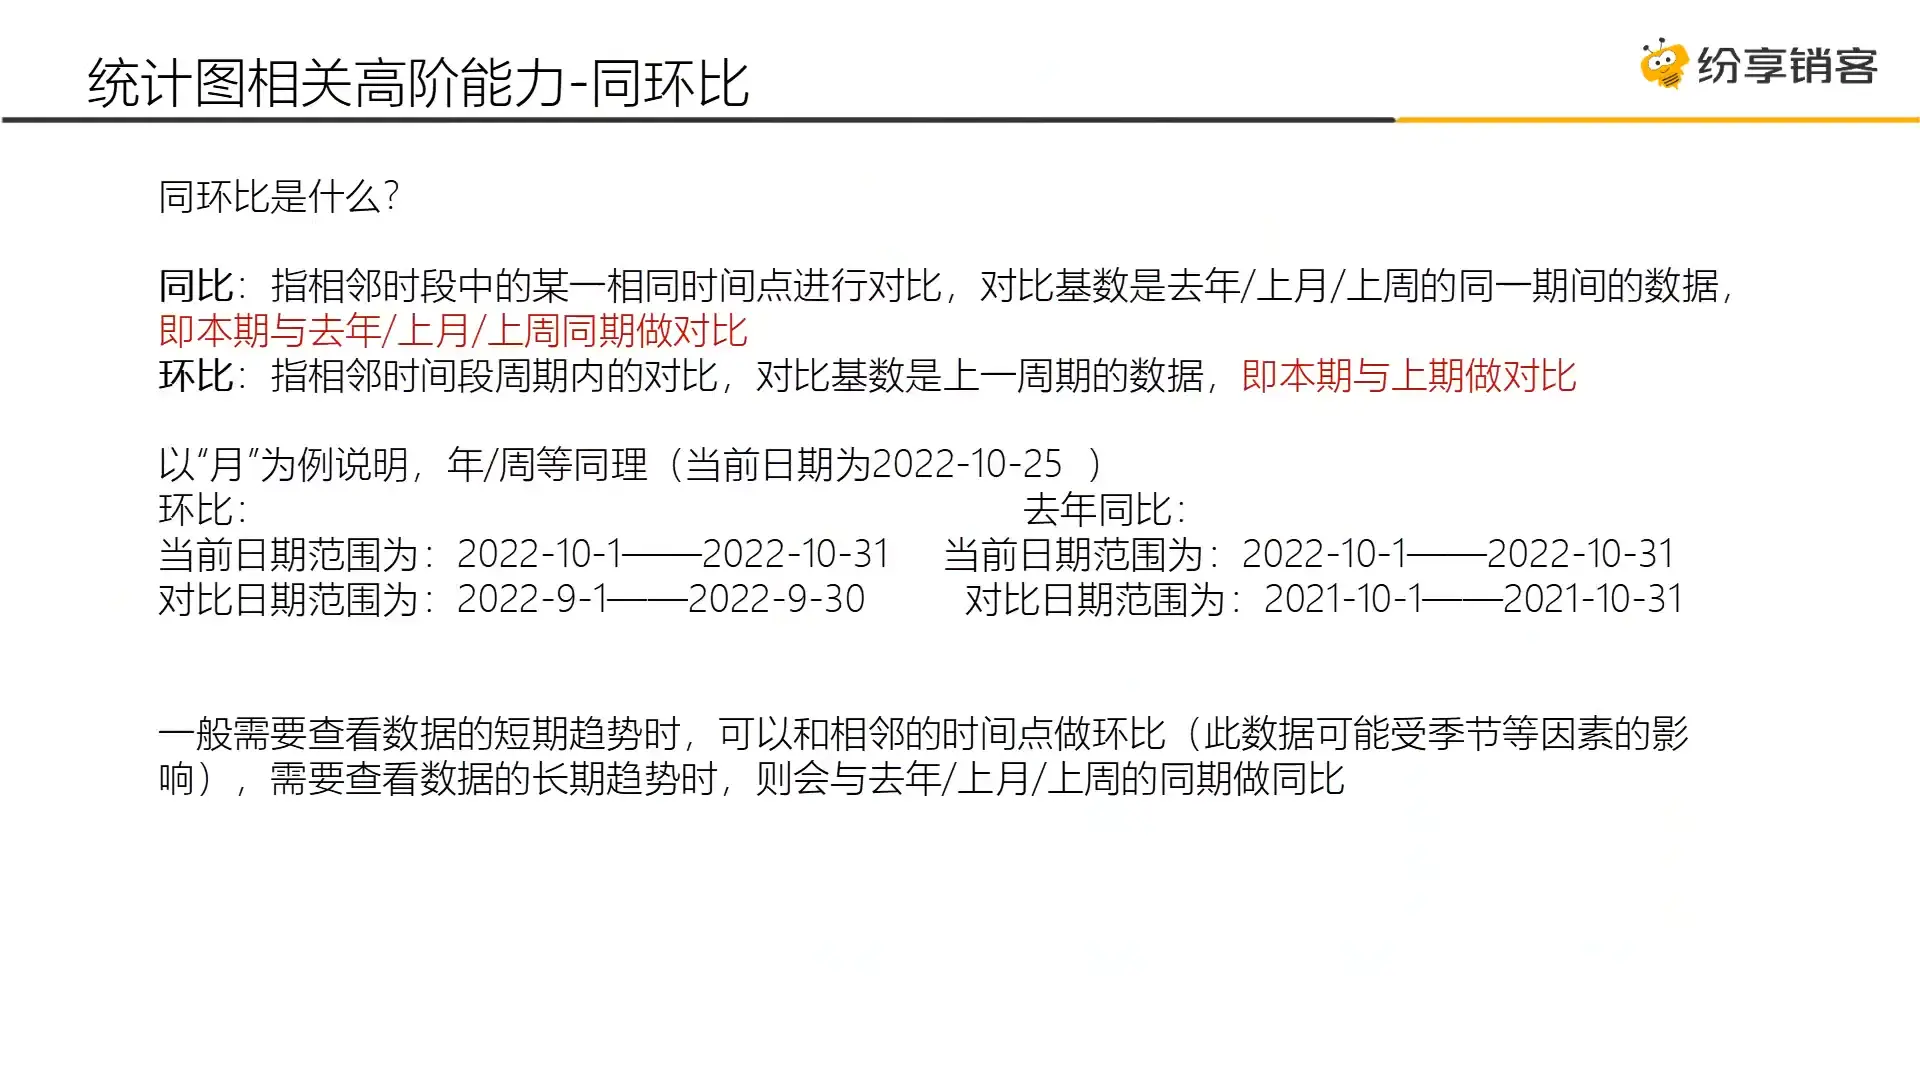 统计图相关高阶能力-同环比
纷享销客
同环比是什么?
同比：指相邻时段中的某一相同时间点进行对比，对比基数是去年/上月/上周的同一期间的数据，
即本期与去年/上月/上周同期做对比
环比：指相邻时间段周期内的对比，对比基数是上一周期的数据，即本期与上期做对比
以“月”为例说明，年/周等同理（当前日期为2022-10-25 ）
环比：	去年同比：
当前日期范围为：2022-10-1——2022-10-31	当前日期范围为：2022-10-1——2022-10-31
对比日期范围为：2022-9-1——2022-9-30	对比日期范围为：2021-10-1——2021-10-31
一般需要查看数据的短期趋势时，可以和相邻的时间点做环比（此数据可能受季节等因素的影
响），需要查看数据的长期趋势时，则会与去年/上月/上周的同期做同比